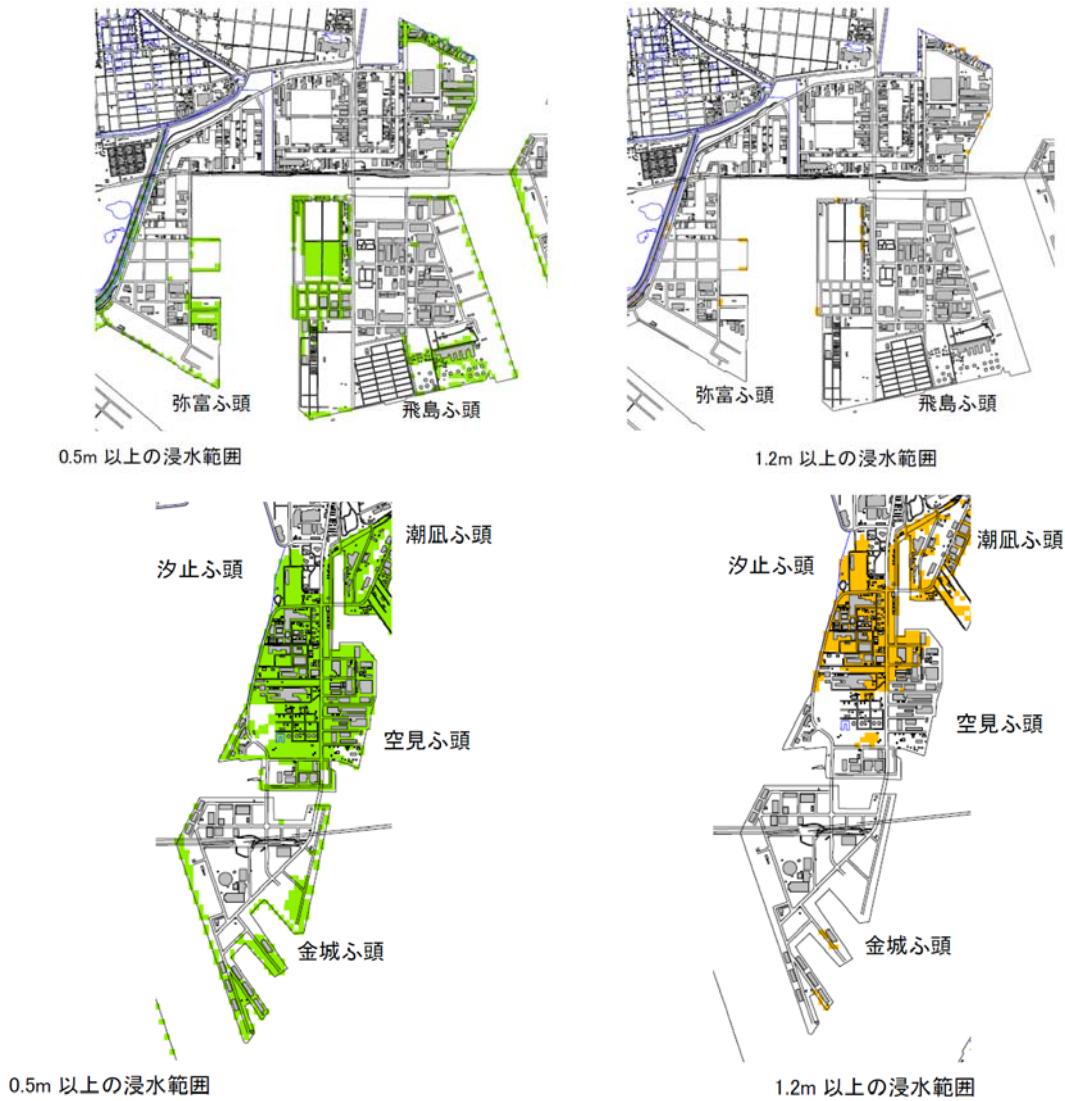 弥富ふ頭
飛島ふ頭
0.5m 以上の浸水範囲
弥富ふ頭
飛島ふ頭
1.2m 以上の浸水範囲
潮凪ふ頭
汐止ふ頭
空見ふ頭
金城ふ頭
0.5m 以上の浸水範囲
潮凪ふ頭
汐止ふ頭
空見ふ頭
金城ふ頭
1.2m 以上の浸水範囲